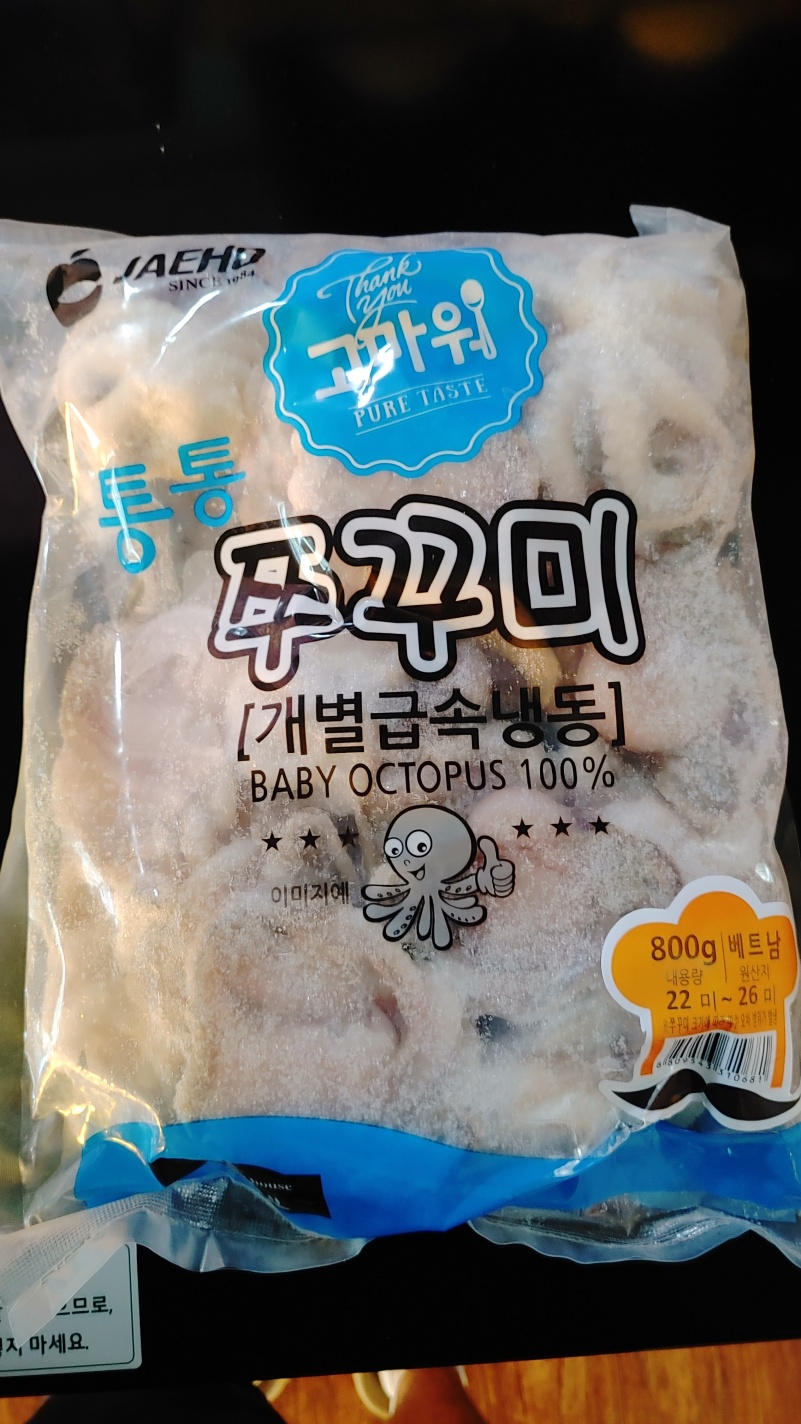 JAEHO
SINCE 1984
Thank
You
고마워
PURE TASTE
통통
쭈꾸미
[개별급속냉동]
BABY OCTOPUS 100%
이미지예
800g 베트남
내용량 원산지
22 미 ~ 26 미
house
으므로,
지 마세요.